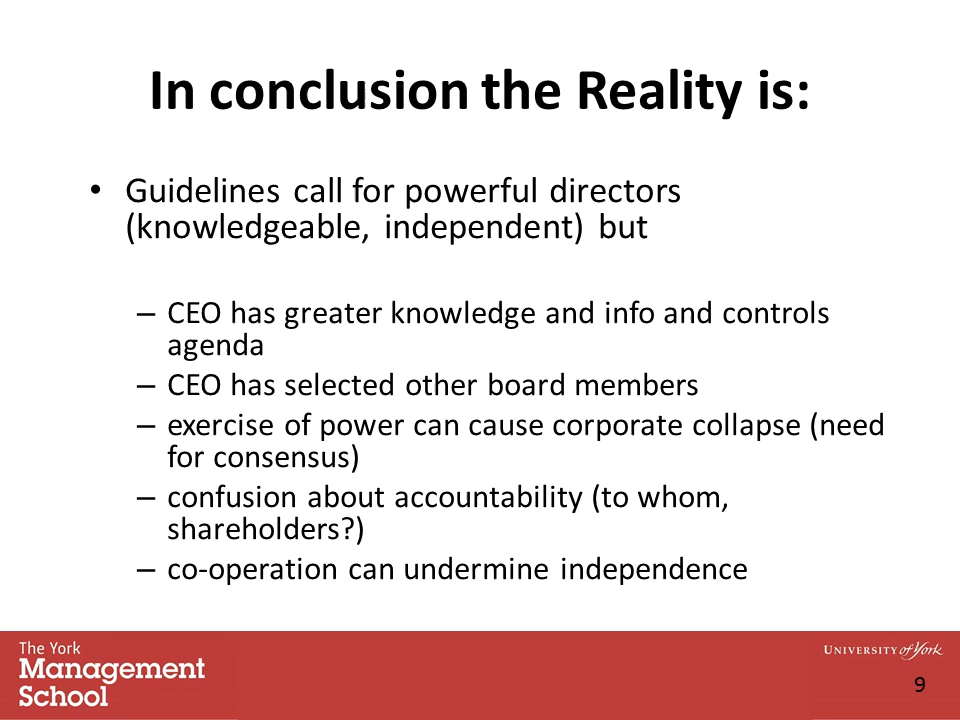 In conclusion the Reality is:
• Guidelines call for powerful directors
(knowledgeable, independent) but
– CEO has greater knowledge and info and controls
agenda
– CEO has selected other board members
– exercise of power can cause corporate collapse (need
for consensus)
– confusion about accountability (to whom,
shareholders?)
– co-operation can undermine independence
The York
Management
School
UNIVERSITY of York
9